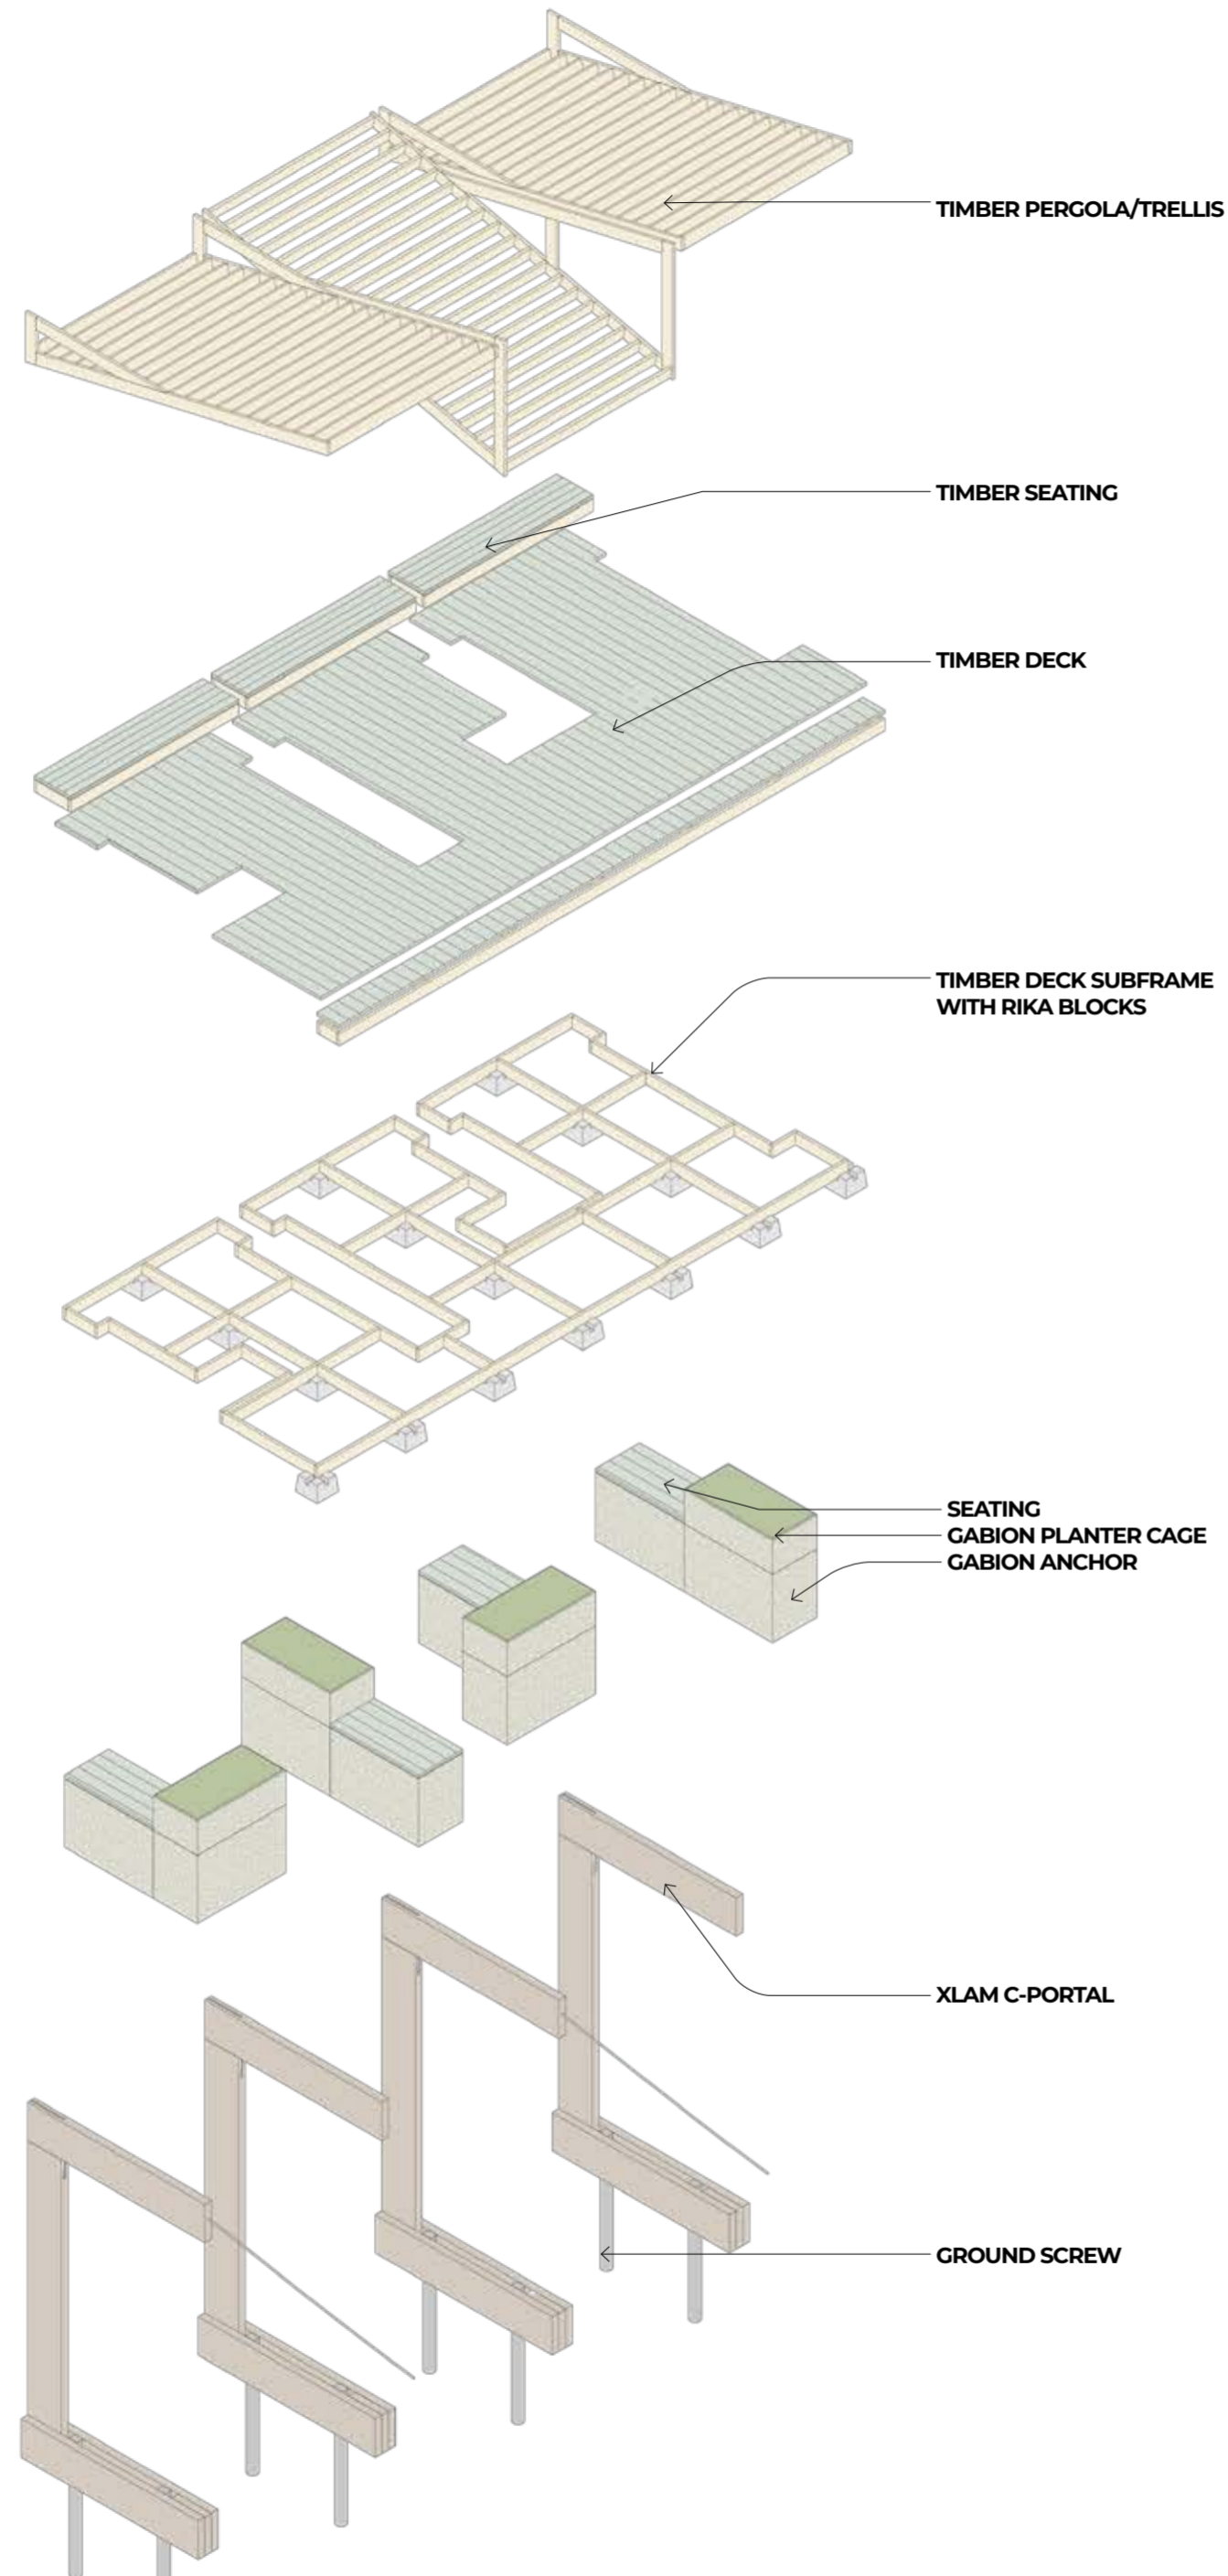 TIMBER PERGOLA/TRELLIS
TIMBER SEATING
TIMBER DECK
TIMBER DECK SUBFRAME
WITH RIKA BLOCKS
SEATING
GABION PLANTER CAGE
GABION ANCHOR
XLAM C-PORTAL
GROUND SCREW